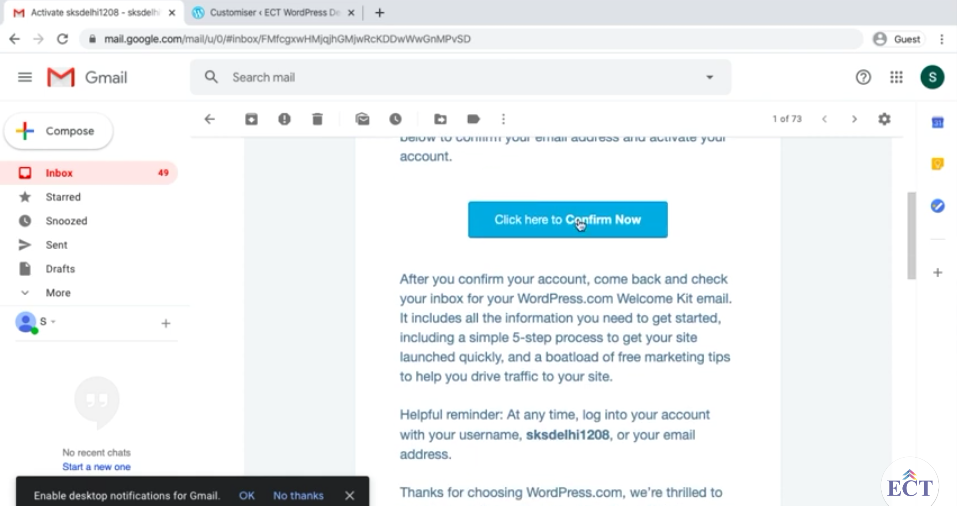 Activate sksdelhi1208 - sksdelhi
Customiser ‹ ECT WordPress De
mail.google.com/mail/u/0/#inbox/FMfcgxwHMjqjhGMjwRcKDDwWwGnMPvSD
Guest
Gmail
Search mail
S
Compose
1 of 73
Inbox 49
Starred
Snoozed
Sent
Drafts
More
S
No recent chats
Start a new one
below to confirm your email address and activate your
account.
Click here to Confirm Now
After you confirm your account, come back and check
your inbox for your WordPress.com Welcome Kit email.
It includes all the information you need to get started,
including a simple 5-step process to get your site
launched quickly, and a boatload of free marketing tips
to help you drive traffic to your site.
Helpful reminder: At any time, log into your account
with your username, sksdelhi1208, or your email
address.
Thanks for choosing WordPress.com, we're thrilled to
Enable desktop notifications for Gmail. OK No thanks
ECT